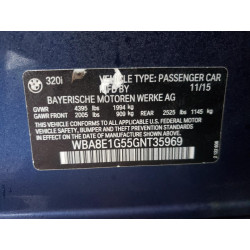 320i
VEHICLE TYPE: PASSENGER CAR
MFD BY 11/15
BAYERISCHE MOTOREN WERKE AG
GVWR 4395 lbs 1994 kg
GAWR FRONT 2005 lbs 909 kg REAR 2525 lbs 1145 kg
THIS VEHICLE CONFORMS TO ALL APPLICABLE
FEDERAL MOTOR VEHICLE SAFETY, BUMPER, AND
THEFT PREVENTION STANDARDS IN EFFECT ON
THE DATE OF MANUFACTURE SHOWN ABOVE
WBA8E1G55GNT35969